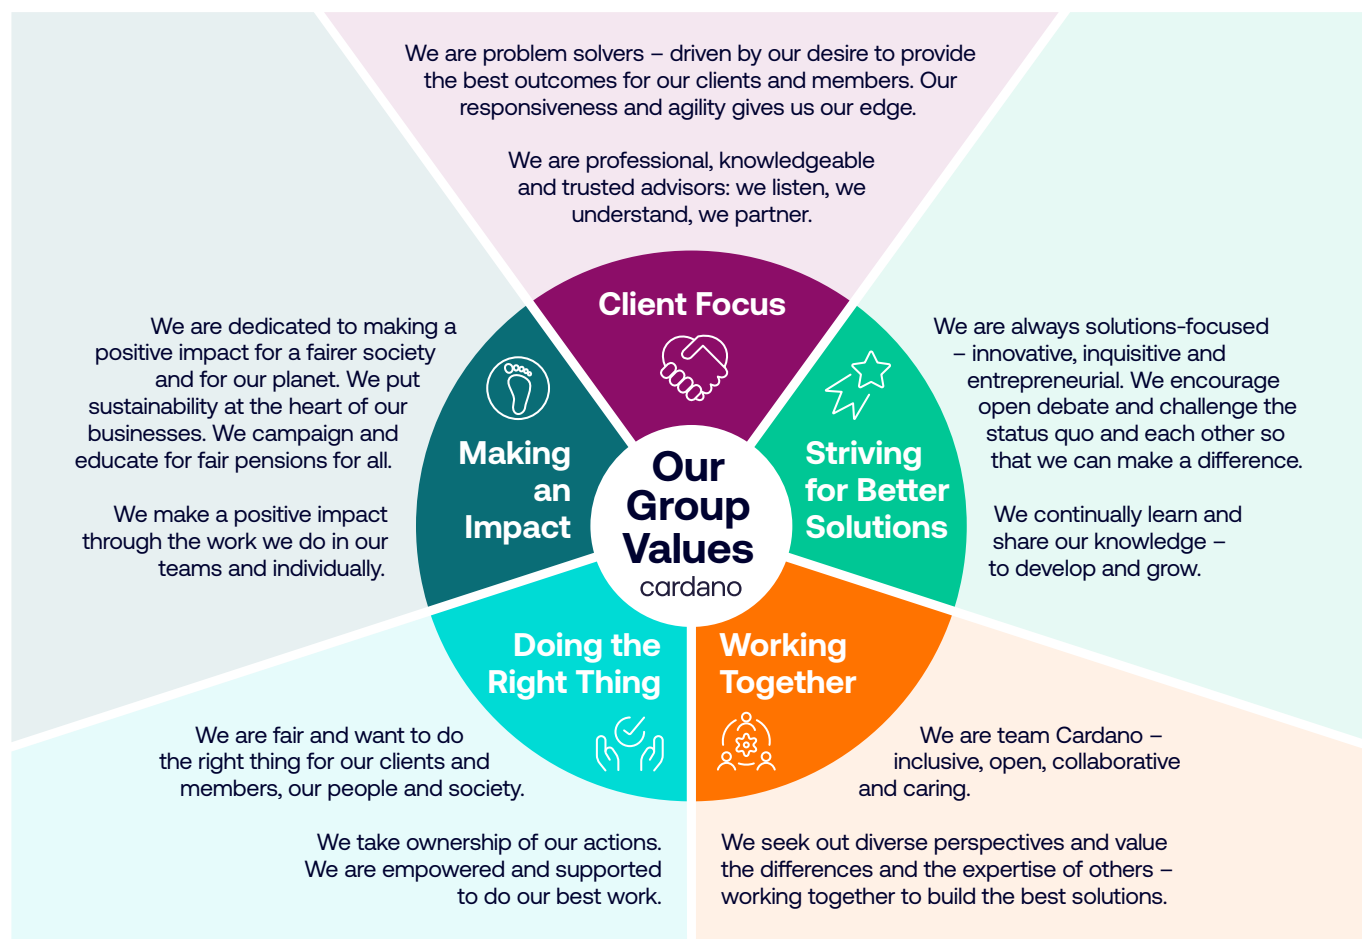 We are problem solvers – driven by our desire to provide
the best outcomes for our clients and members. Our
responsiveness and agility gives us our edge.
We are professional, knowledgeable
and trusted advisors: we listen, we
understand, we partner.
Client Focus
We are always solutions-focused
– innovative, inquisitive and
entrepreneurial. We encourage
open debate and challenge the
status quo and each other so
that we can make a difference.
We continually learn and
share our knowledge –
to develop and grow.
Striving
for Better
Solutions
We are dedicated to making a
positive impact for a fairer society
and for our planet. We put
sustainability at the heart of our
businesses. We campaign and
educate for fair pensions for all.
We make a positive impact
through the work we do in our
teams and individually.
Making
an
Impact
Our
Group
Values
cardano
Doing the
Right Thing
We are fair and want to do
the right thing for our clients and
members, our people and society.
We take ownership of our actions.
We are empowered and supported
to do our best work.
Working
Together
We are team Cardano –
inclusive, open, collaborative
and caring.
We seek out diverse perspectives and value
the differences and the expertise of others –
working together to build the best solutions.